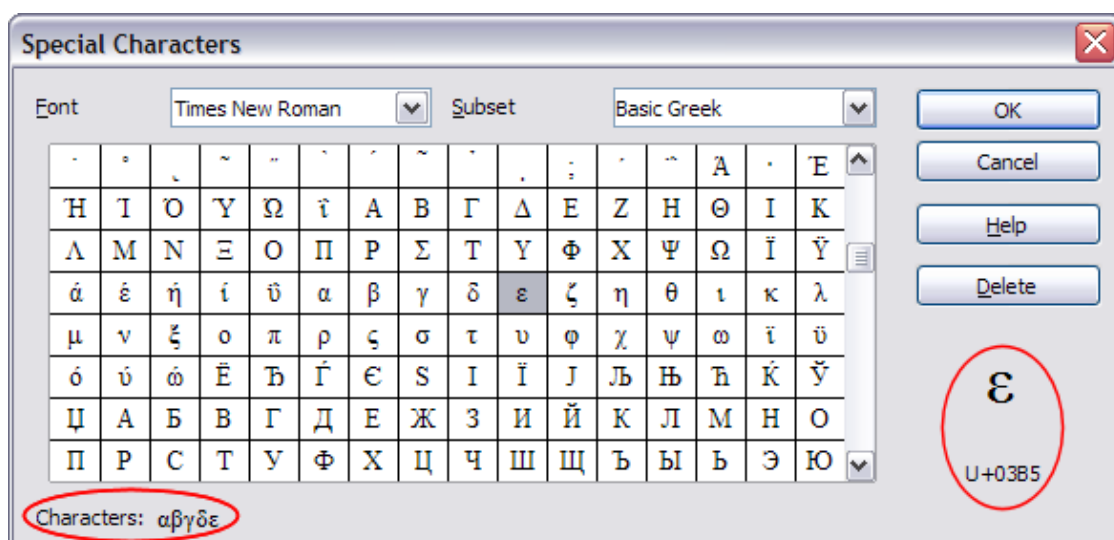 Special Characters
Font Times New Roman Subset Basic Greek
OK
Cancel
Help
Delete
Ά · Έ
Ή Ί Ό Ύ Ώ ΐ Α Β Γ Δ Ε Ζ Η Θ Ι Κ
Λ Μ Ν Ξ Ο Π Ρ Σ Τ Υ Φ Χ Ψ Ω Ϊ Ϋ
ά έ ή ί ΰ α β γ δ ε ζ η θ ι κ λ
μ ν ξ ο π ρ ς σ τ υ φ χ ψ ω ϊ ϋ
ό ύ ώ Ё Ђ Ѓ Є Ѕ І Ї Ј Љ Њ Ћ Ќ Ў
Џ А Б В Г Д Е Ж З И Й К Л М Н О
П Р С Т У Ф Х Ц Ч Ш Щ Ъ Ы Ь Э Ю
ε
U+03B5
Characters: αβγδε